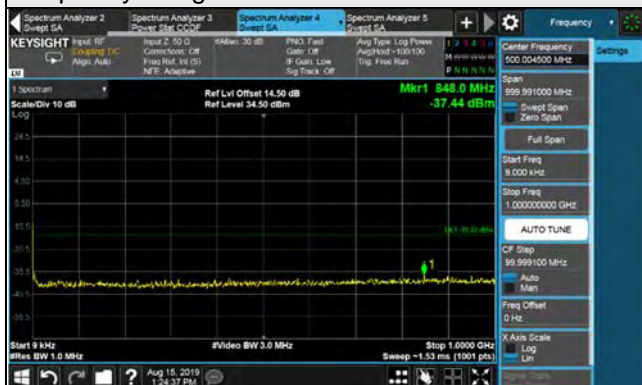 Spectrum Analyzer 2
Swept SA
Spectrum Analyzer 3
Power Stat CCDF
Spectrum Analyzer 4
Swept SA
Spectrum Analyzer 5
Swept SA
Frequency
KEYSIGHT
Input: RF
Coupling: DC
Align: Auto
Input Z: 50 Ω
Corrections: Off
Freq Ref: Int (S)
NFE: Adaptive
#Atten: 30 dB
PNO: Fast
Gate: Off
IF Gain: Low
Sig Track: Off
Avg Type: Log-Power
Avg|Hold:>100/100
Trig: Free Run
1 2 3 4 5 6
M W W W W W
P N N N N N
LXI
1 Spectrum
Scale/Div 10 dB
Log
Ref Lvl Offset 14.50 dB
Ref Level 34.50 dBm
Mkr1 848.0 MHz
-37.44 dBm
24.5
14.5
4.50
-5.50
-15.5
-25.5
-35.5
-45.5
-55.5
1
Start 9 kHz
#Res BW 1.0 MHz
#Video BW 3.0 MHz
Stop 1.0000 GHz
Sweep ~1.53 ms (1001 pts)
Center Frequency
500.004500 MHz
Settings
Span
999.991000 MHz
Swept Span
Zero Span
Full Span
Start Freq
9.000 kHz
Stop Freq
1.000000000 GHz
AUTO TUNE
CF Step
99.999100 MHz
Auto
Man
Freq Offset
0 Hz
X Axis Scale
Log
Lin
Signal Track
Aug 15, 2019
1:24:37 PM